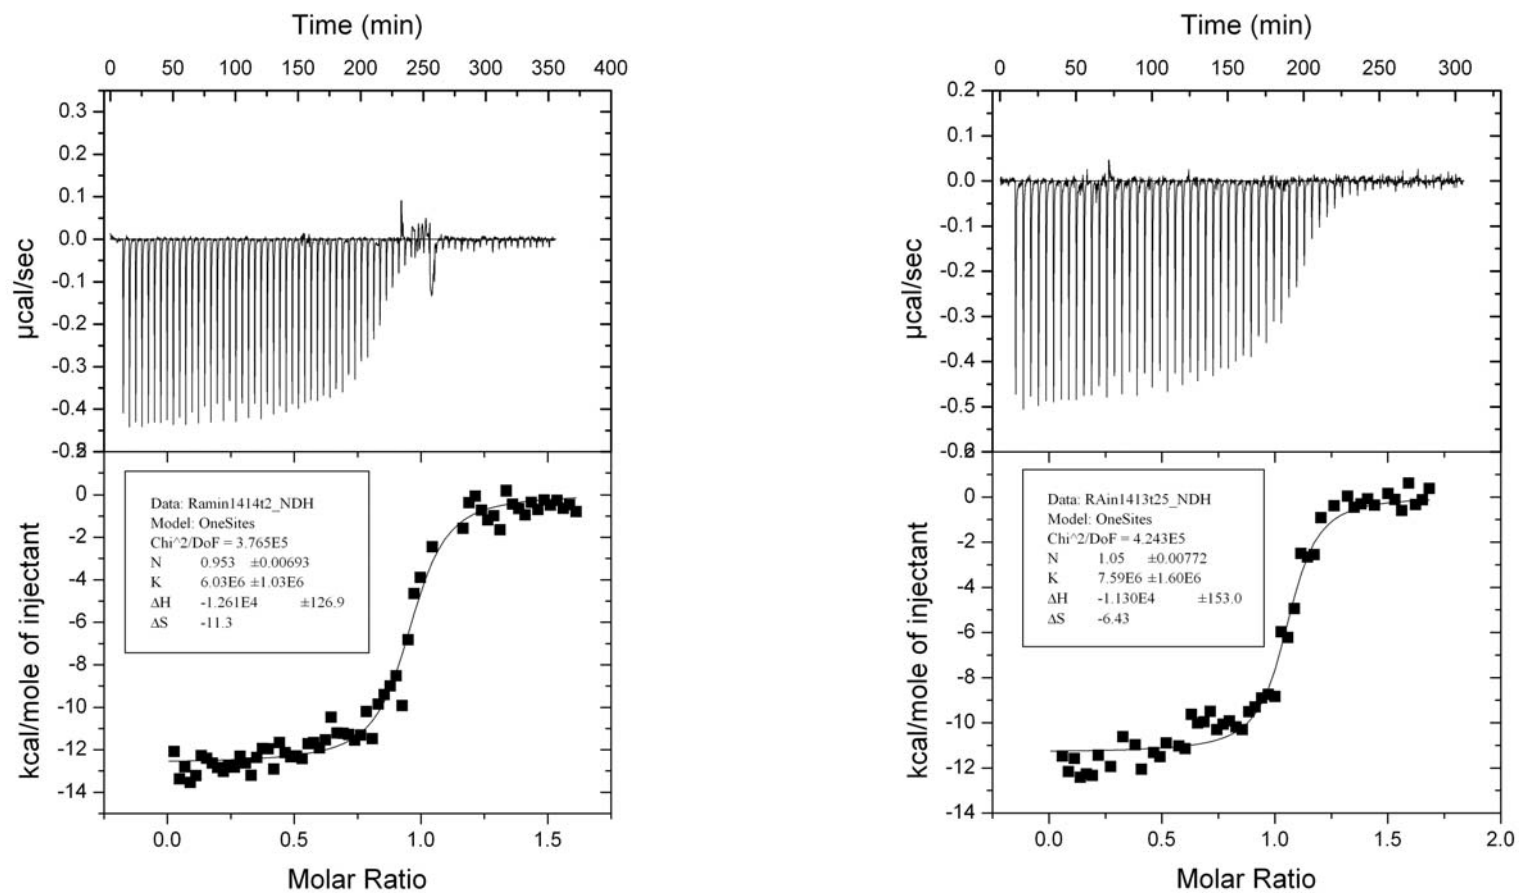 Time (min)
0 50 100 150 200 250 300 350 400
0.3
0.2
0.1
0.0
-0.1
-0.2
-0.3
-0.4
µcal/sec
2
0
-2
-4
-6
-8
-10
-12
-14
kcal/mole of injectant
Data: Ramin1414t2_NDH
Model: OneSites
Chi^2/DoF = 3.765E5
N 0.953 ±0.00693
K 6.03E6 ±1.03E6
ΔH -1.261E4 ±126.9
ΔS -11.3
0.0 0.5 1.0 1.5
Molar Ratio
Time (min)
0 50 100 150 200 250 300
0.2
0.1
0.0
-0.1
-0.2
-0.3
-0.4
-0.5
µcal/sec
2
0
-2
-4
-6
-8
-10
-12
-14
kcal/mole of injectant
Data: RAin1413t25_NDH
Model: OneSites
Chi^2/DoF = 4.243E5
N 1.05 ±0.00772
K 7.59E6 ±1.60E6
ΔH -1.130E4 ±153.0
ΔS -6.43
0.0 0.5 1.0 1.5 2.0
Molar Ratio